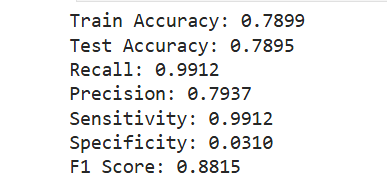 Train Accuracy: 0.7899
Test Accuracy: 0.7895
Recall: 0.9912
Precision: 0.7937
Sensitivity: 0.9912
Specificity: 0.0310
F1 Score: 0.8815